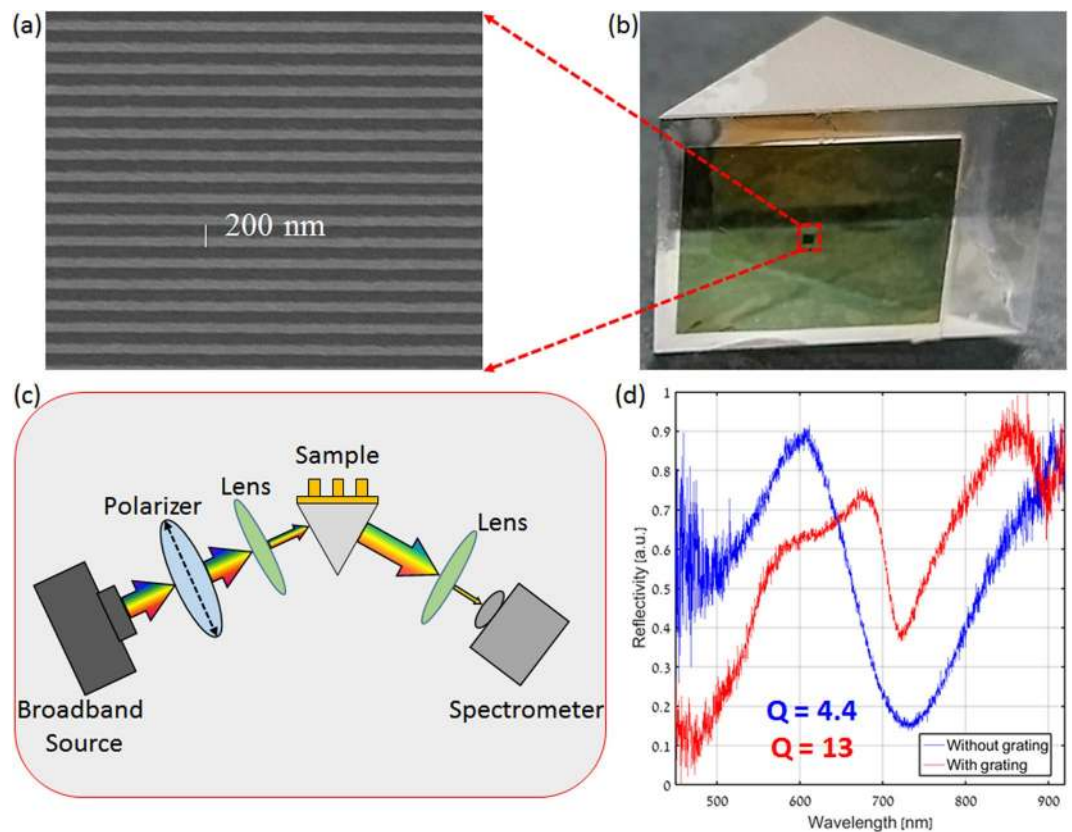 (a)
200 nm
(b)
(c)
Sample
Lens
Polarizer
Lens
Broadband
Source
Spectrometer
(d)
1
0.9
0.8
0.7
0.6
0.5
0.4
0.3
0.2
0.1
0
Reflectivity [a.u.]
Q = 4.4
Q = 13
Without grating
With grating
500
600
700
800
900
Wavelength [nm]